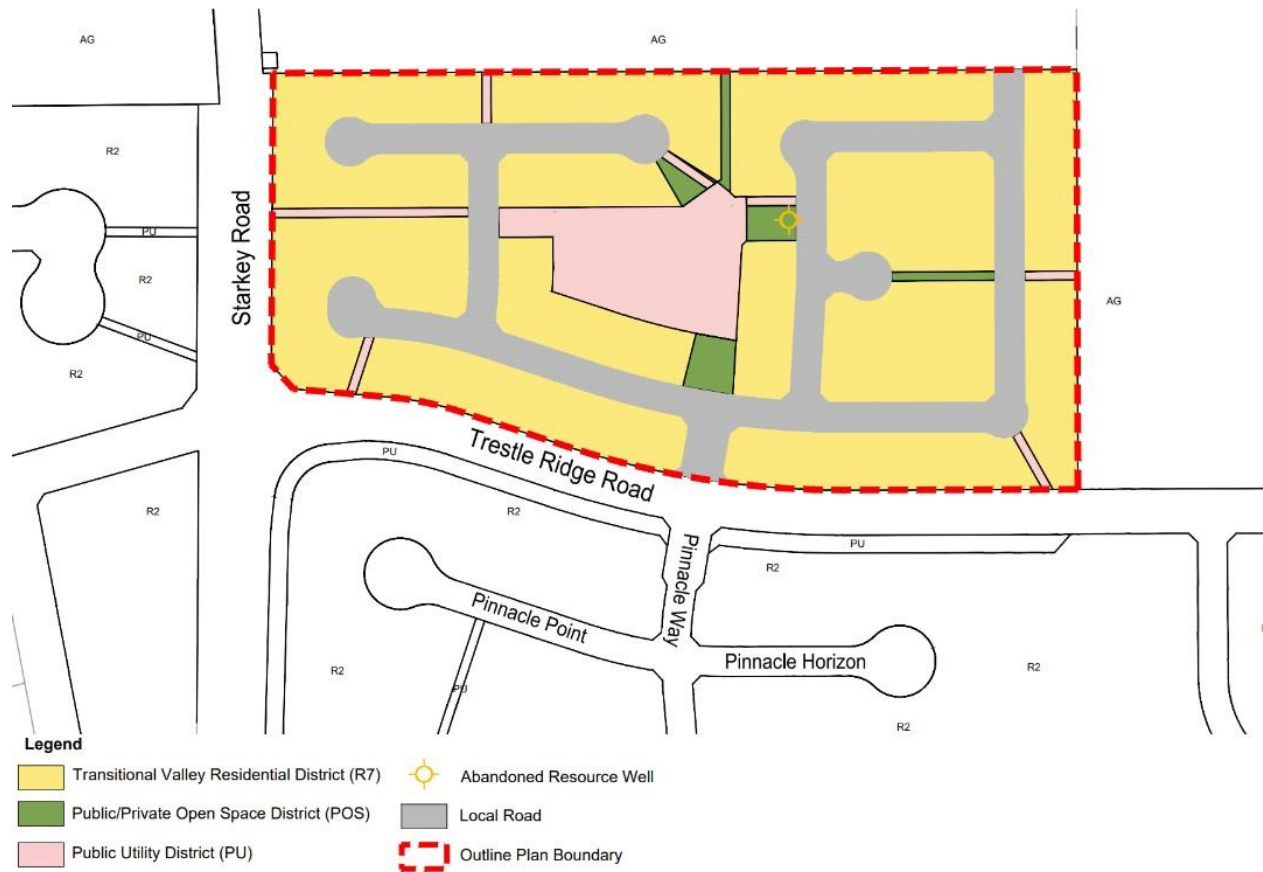 AG
AG
R2
PU
R2
PU
R2
Starkey Road
AG
Trestle Ridge Road
PU
R2
R2
PU
R2
Pinnacle Way
Pinnacle Point
Pinnacle Horizon
R2
R2
PU
R2
Legend
Transitional Valley Residential District (R7)
Abandoned Resource Well
Public/Private Open Space District (POS)
Local Road
Public Utility District (PU)
Outline Plan Boundary